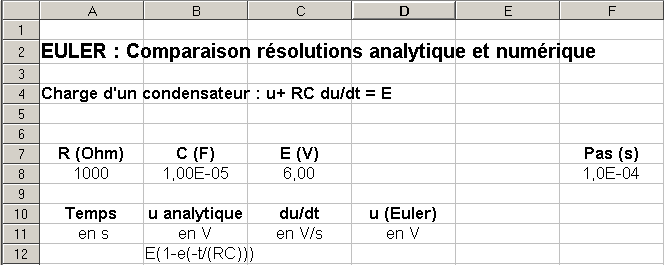 A B C D E F
1
2 EULER : Comparaison résolutions analytique et numérique
3
4 Charge d'un condensateur : u+ RC du/dt = E
5
6
7 R (Ohm) C (F) E (V) Pas (s)
8 1000 1,00E-05 6,00 1,0E-04
9
10 Temps u analytique du/dt u (Euler)
11 en s en V en V/s en V
12 E(1-e(-t/(RC)))